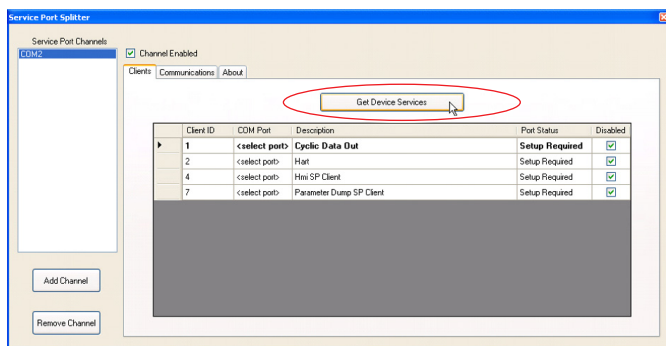 Service Port Splitter
Service Port Channels
COM2
Channel Enabled
Clients Communications About
Get Device Services
Client ID COM Port Description Port Status Disabled
1 <select port> Cyclic Data Out Setup Required
2 <select port> Hart Setup Required
4 <select port> Hmi SP Client Setup Required
7 <select port> Parameter Dump SP Client Setup Required
Add Channel
Remove Channel